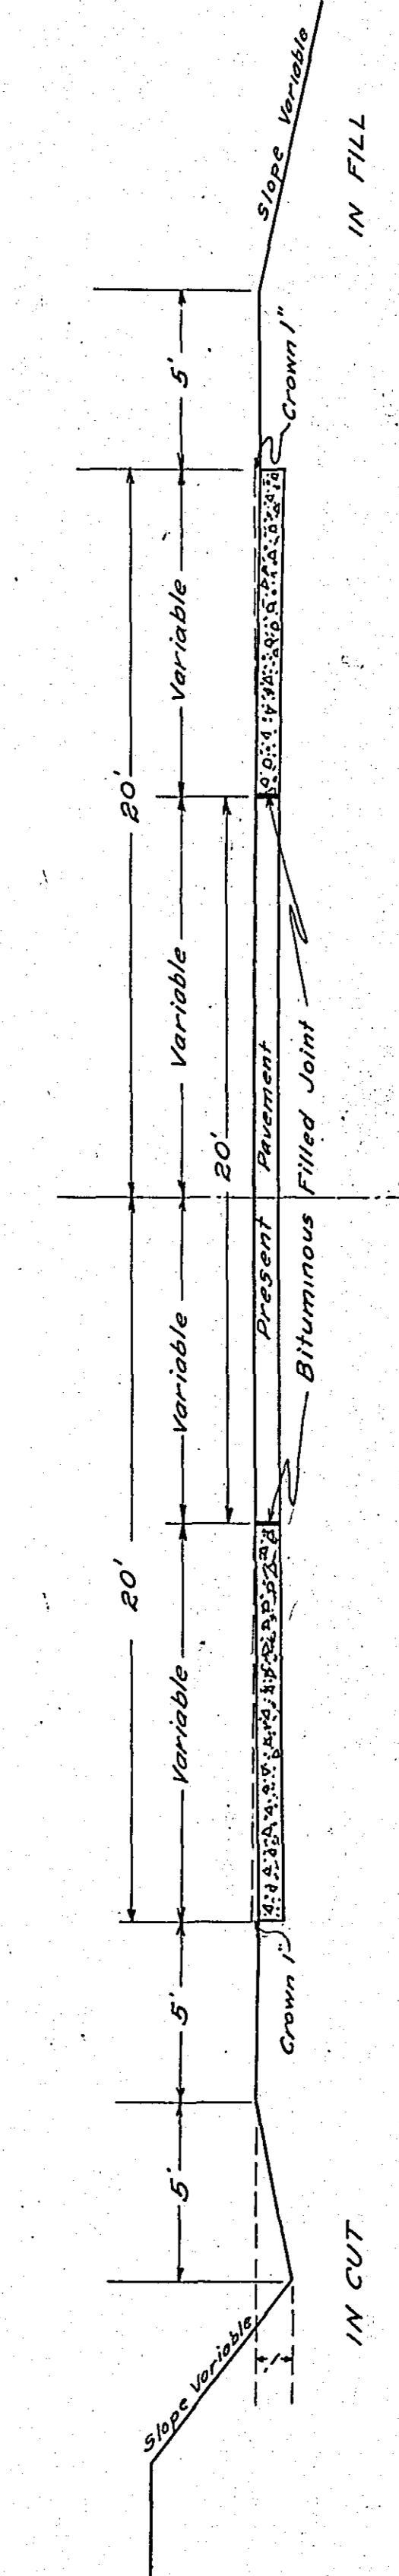 Slope Variable
5'
5'
Variable
20'
Variable
Variable
20'
20'
Variable
Variable
5'
Slope Variable
1'
Crown 1"
Present Pavement
Bituminous Filled Joint
Crown 1"
IN CUT
IN FILL